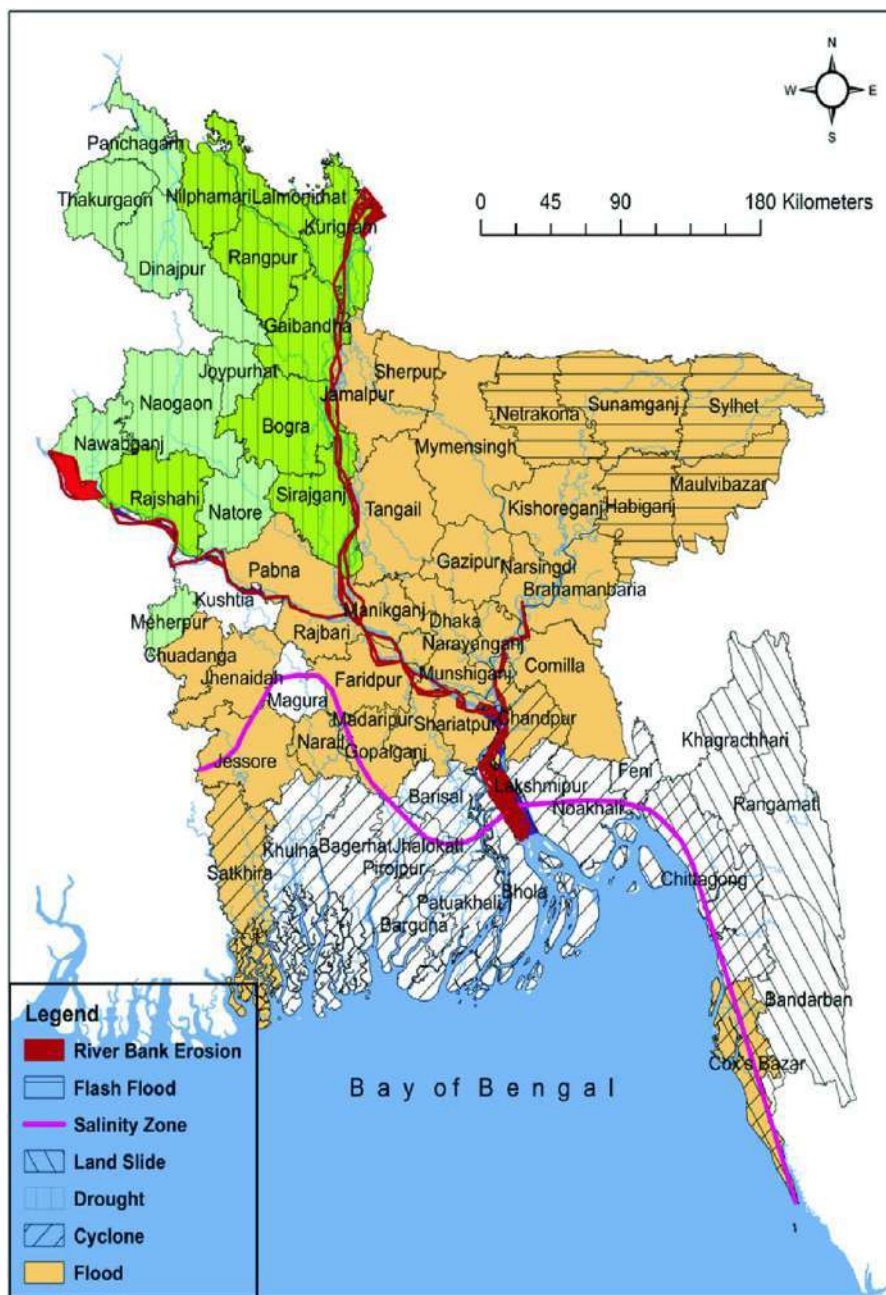 N
W E
S
0 45 90 180 Kilometers
Panchagarh
Thakurgaon
Nilphamari
Lalmonirhat
Kurigram
Dinajpur
Rangpur
Gaibandha
Joypurhat
Sherpur
Jamalpur
Netrakona
Sunamganj
Sylhet
Naogaon
Bogra
Mymensingh
Nawabganj
Maulvibazar
Rajshahi
Natore
Sirajganj
Tangail
Kishoreganj
Habiganj
Gazipur
Narsingdi
Pabna
Brahamanbaria
Kushtia
Manikganj
Dhaka
Meherpur
Rajbari
Narayanganj
Chuadanga
Comilla
Jhenaidah
Faridpur
Munshiganj
Magura
Madaripur
Shariatpur
Chandpur
Khagrachhari
Narail
Gopalganj
Jessore
Feni
Lakshmipur
Barisal
Noakhali
Rangamati
Khulna
Bagerhat
Jhalokati
Satkhira
Pirojpur
Chittagong
Bhola
Patuakhali
Barguna
Bandarban
Cox's Bazar
Bay of Bengal
Legend
River Bank Erosion
Flash Flood
Salinity Zone
Land Slide
Drought
Cyclone
Flood